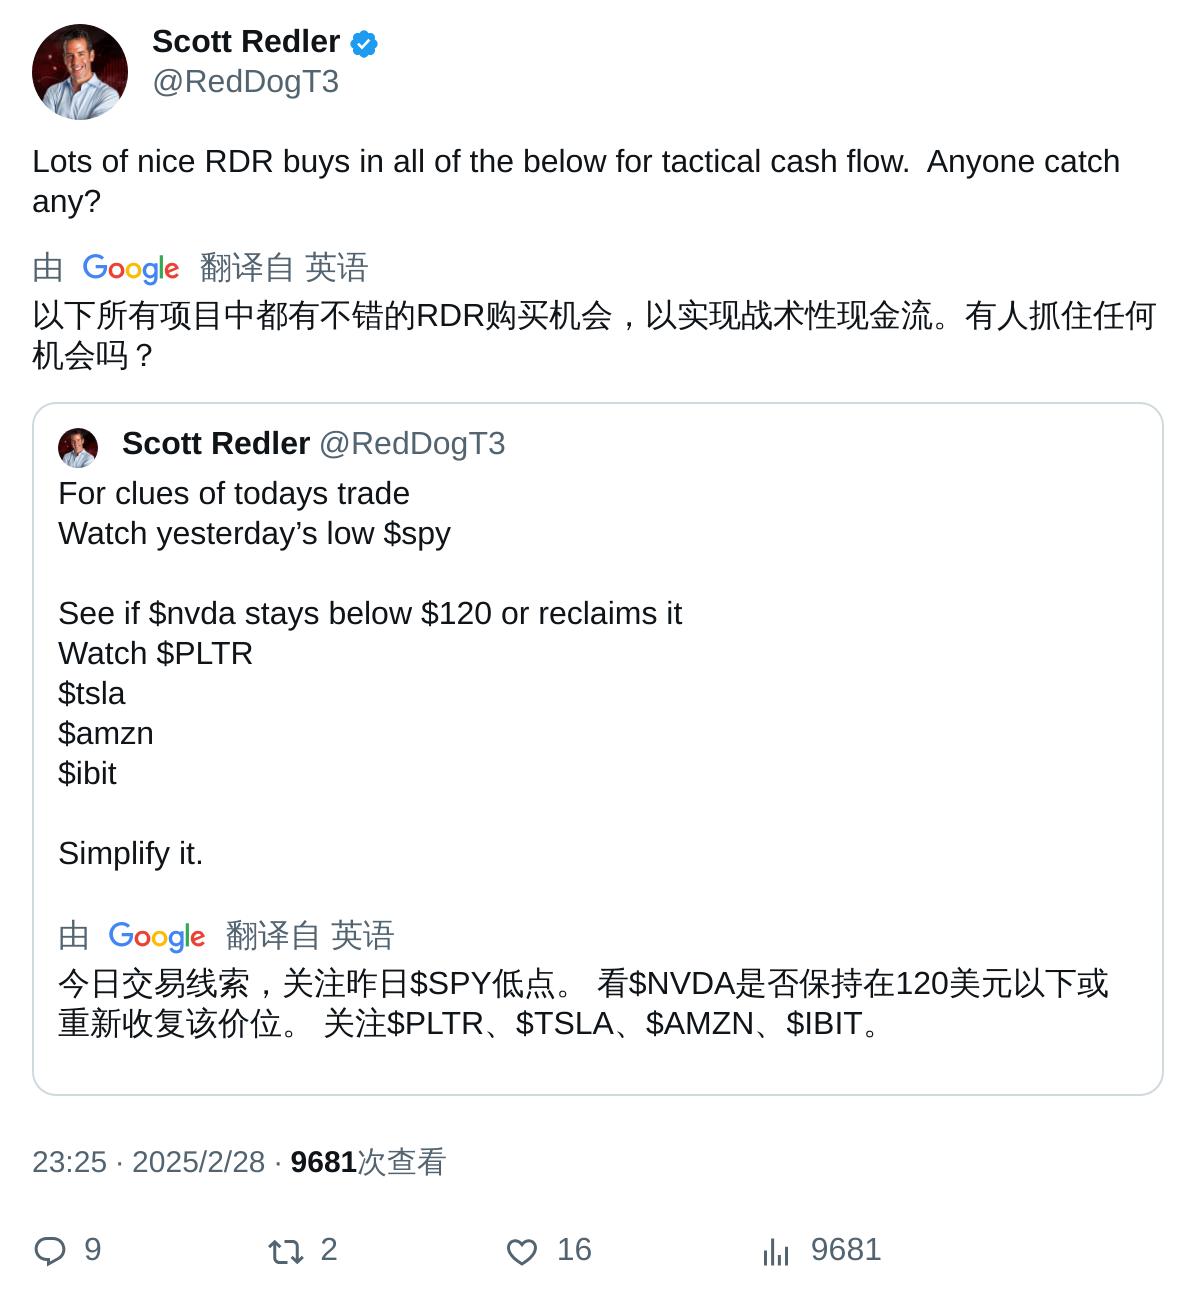 Scott Redler
@RedDogT3
Lots of nice RDR buys in all of the below for tactical cash flow.  Anyone catch
any?
由 Google 翻译自 英语
以下所有项目中都有不错的RDR购买机会，以实现战术性现金流。有人抓住任何
机会吗？
Scott Redler @RedDogT3
For clues of todays trade
Watch yesterday’s low $spy
See if $nvda stays below $120 or reclaims it
Watch $PLTR
$tsla
$amzn
$ibit
Simplify it.
由 Google 翻译自 英语
今日交易线索，关注昨日$SPY低点。 看$NVDA是否保持在120美元以下或
重新收复该价位。 关注$PLTR、$TSLA、$AMZN、$IBIT。
23:25 · 2025/2/28 · 9681次查看
9 2 16 9681